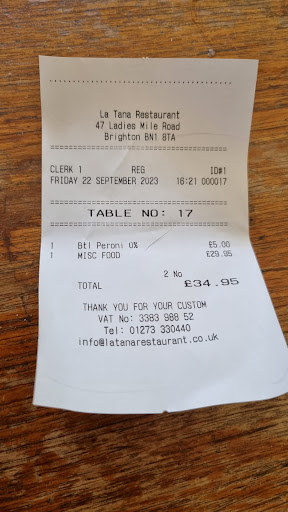 La Tana Restaurant
47 Ladies Mile Road
Brighton BN1 8TA
CLERK 1 REG ID#1
FRIDAY 22 SEPTEMBER 2023 16:21 000017
TABLE NO: 17
1 Btl Peroni 0% £5.00
1 MISC FOOD £29.95
2 No
TOTAL £34.95
THANK YOU FOR YOUR CUSTOM
VAT No: 3383 988 52
Tel: 01273 330440
info@latanarestaurant.co.uk